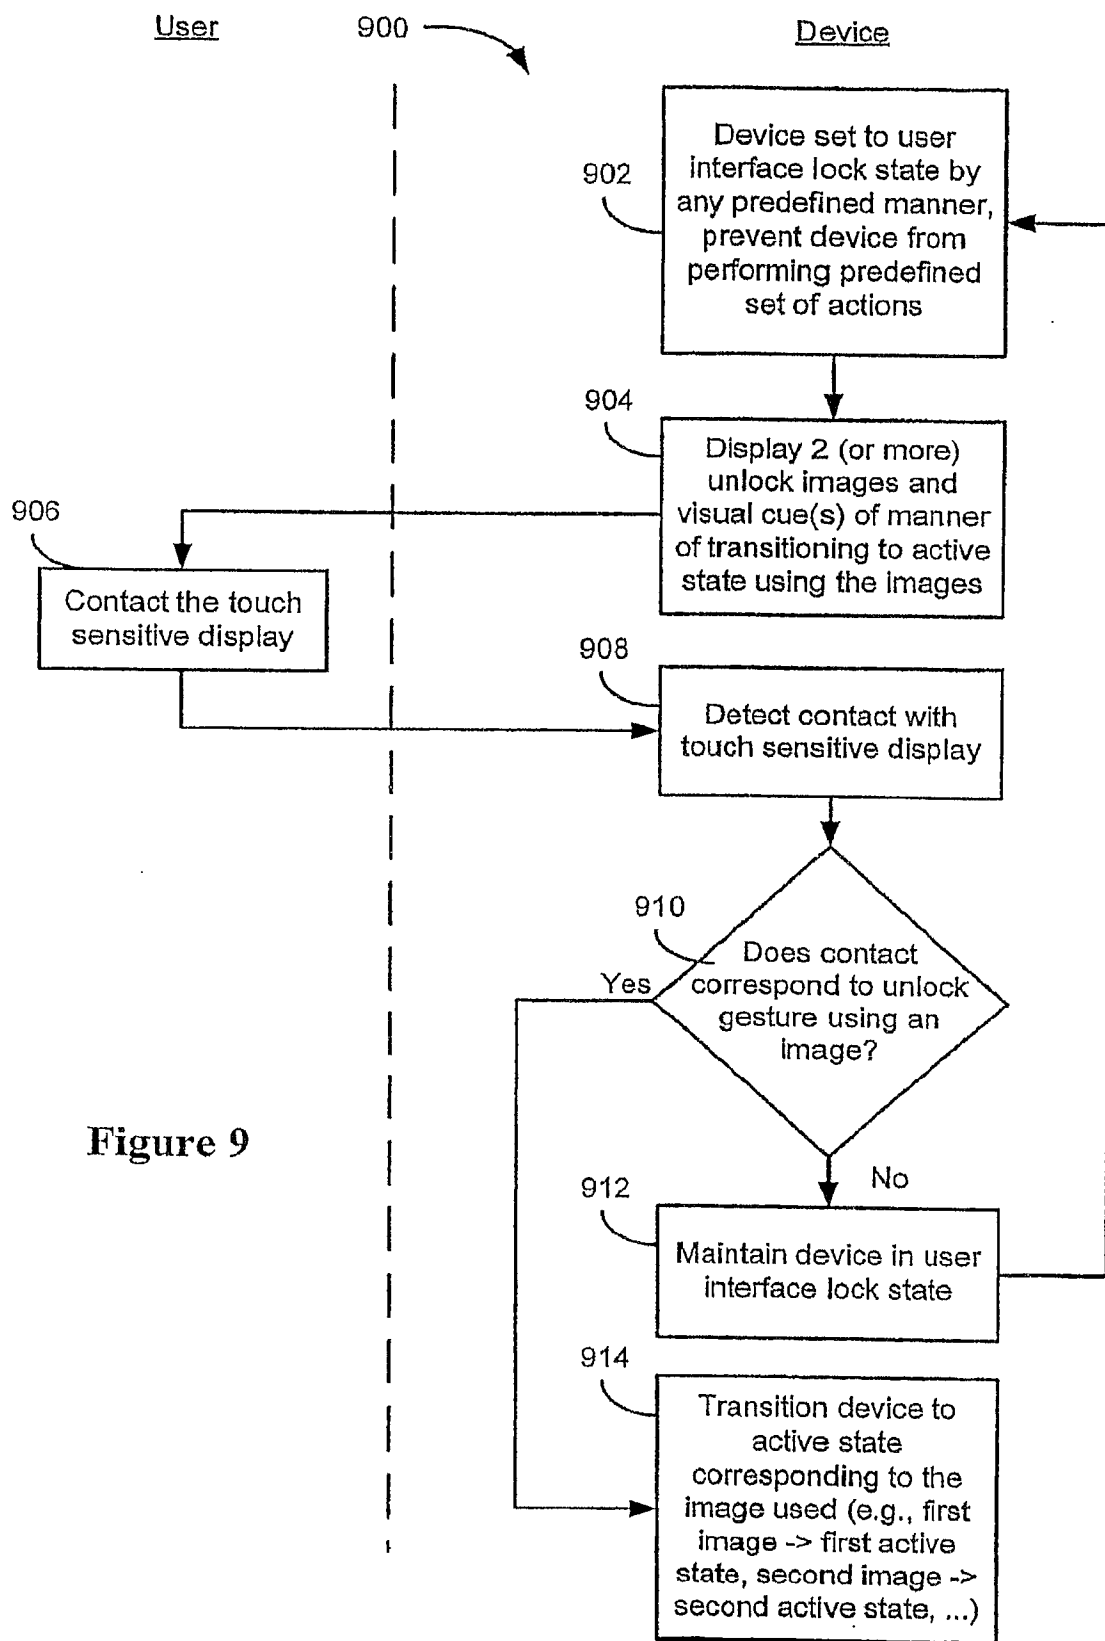 User
900
Device
902
Device set to user
interface lock state by
any predefined manner,
prevent device from
performing predefined
set of actions
904
Display 2 (or more)
unlock images and
visual cue(s) of manner
of transitioning to active
state using the images
906
Contact the touch
sensitive display
908
Detect contact with
touch sensitive display
910
Does contact
correspond to unlock
gesture using an
image?
Yes
No
Figure 9
912
Maintain device in user
interface lock state
914
Transition device to
active state
corresponding to the
image used (e.g., first
image -> first active
state, second image ->
second active state, ...)